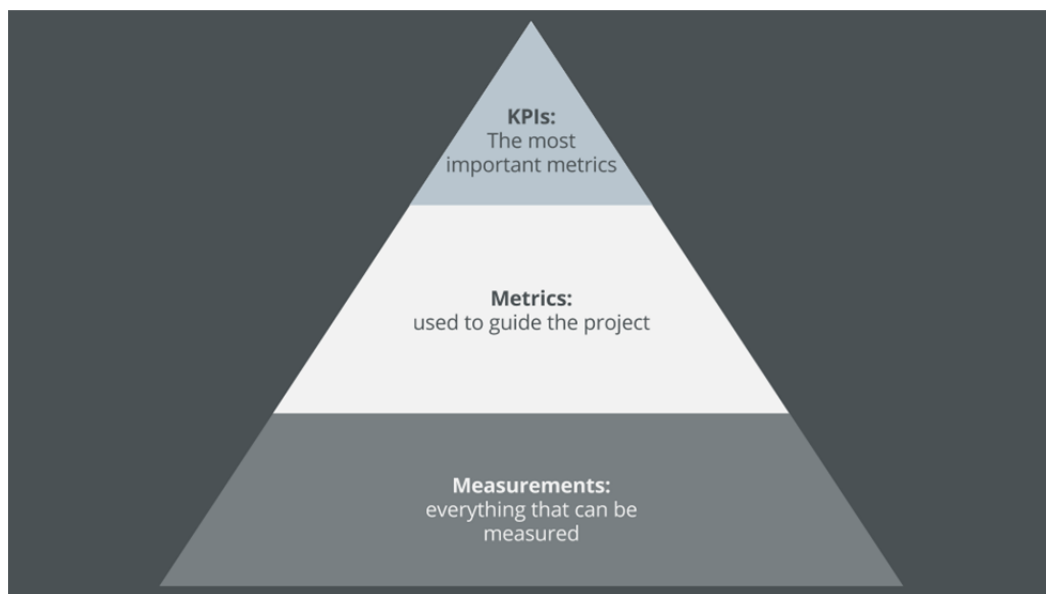 KPIs:
The most
important metrics
Metrics:
used to guide the project
Measurements:
everything that can be
measured